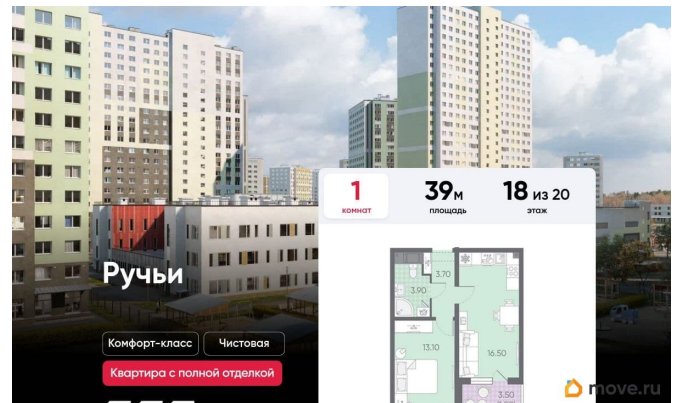 1
комнат
39м
площадь
18 из 20
этаж
Ручьи
3.70
3.90
13.10
16.50
3.50
Комфорт-класс
Чистовая
Квартира с полной отделкой
move.ru